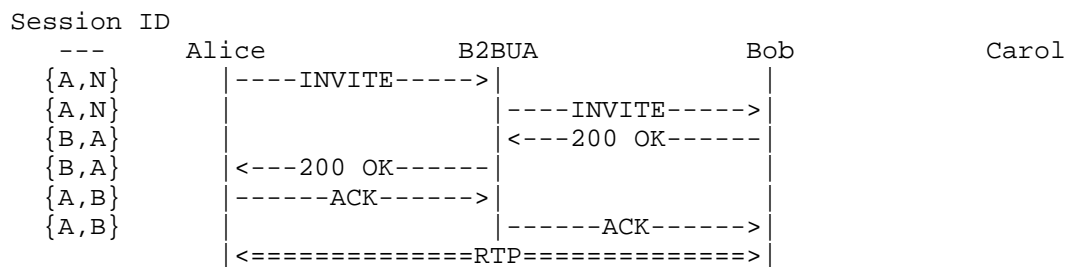 Session ID
--- Alice B2BUA Bob Carol
{A,N} |----INVITE----->| |
{A,N} | |----INVITE----->|
{B,A} | |<---200 OK------|
{B,A} |<---200 OK------| |
{A,B} |------ACK------>| |
{A,B} | |------ACK------>|
|<==============RTP==============>|